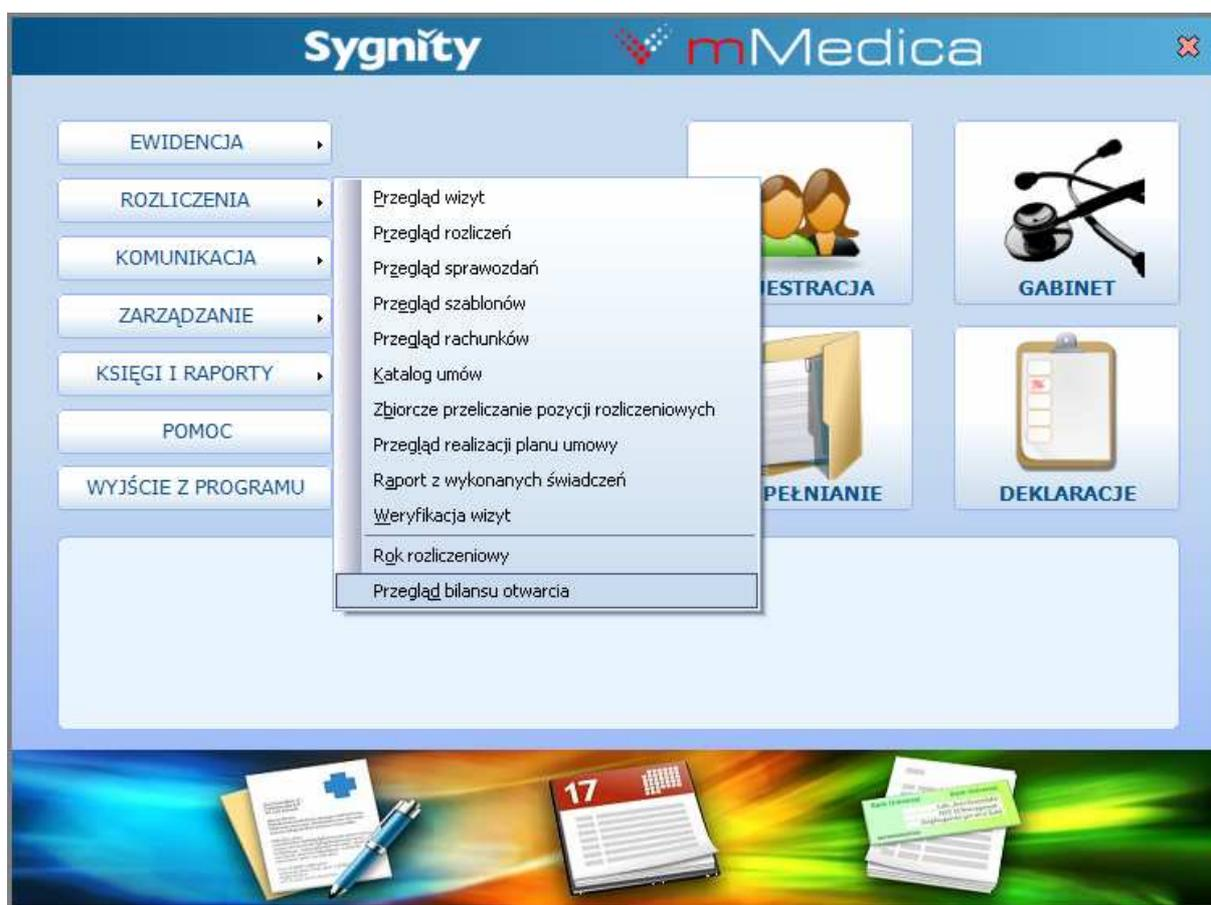 Sygnity mMedica
EWIDENCJA
ROZLICZENIA
KOMUNIKACJA
ZARZĄDZANIE
KSIĘGI I RAPORTY
POMOC
WYJŚCIE Z PROGRAMU
Przegląd wizyt
Przegląd rozliczeń
Przegląd sprawozdań
Przegląd szablonów
Przegląd rachunków
Katalog umów
Zbiorcze przeliczanie pozycji rozliczeniowych
Przegląd realizacji planu umowy
Raport z wykonanych świadczeń
Weryfikacja wizyt
Rok rozliczeniowy
Przegląd bilansu otwarcia
JESTRACJA
GABINET
PEŁNIANIE
DEKLARACJE
17